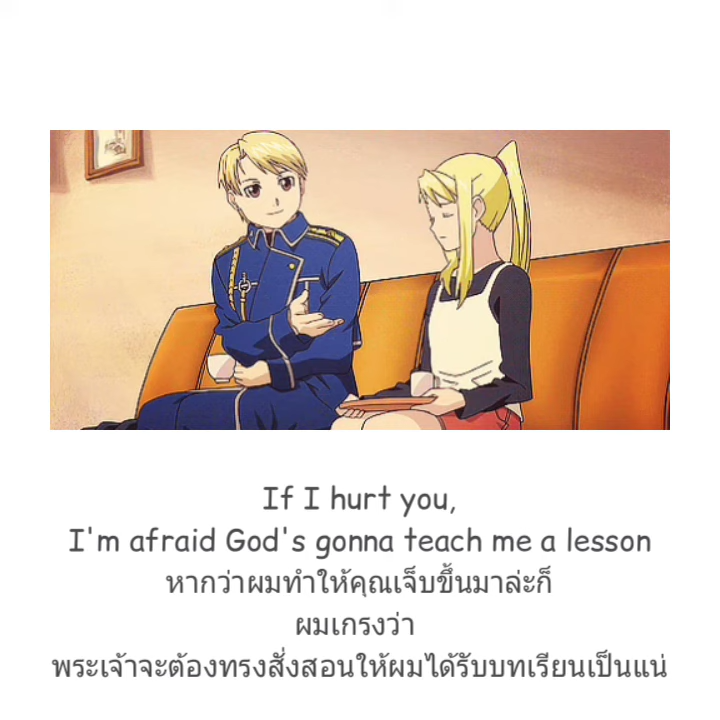 If I hurt you,
I'm afraid God's gonna teach me a lesson
หากว่าผมทำให้คุณเจ็บขึ้นมาล่ะก็
ผมเกรงว่า
พระเจ้าจะต้องทรงสั่งสอนให้ผมได้รับบทเรียนเป็นแน่